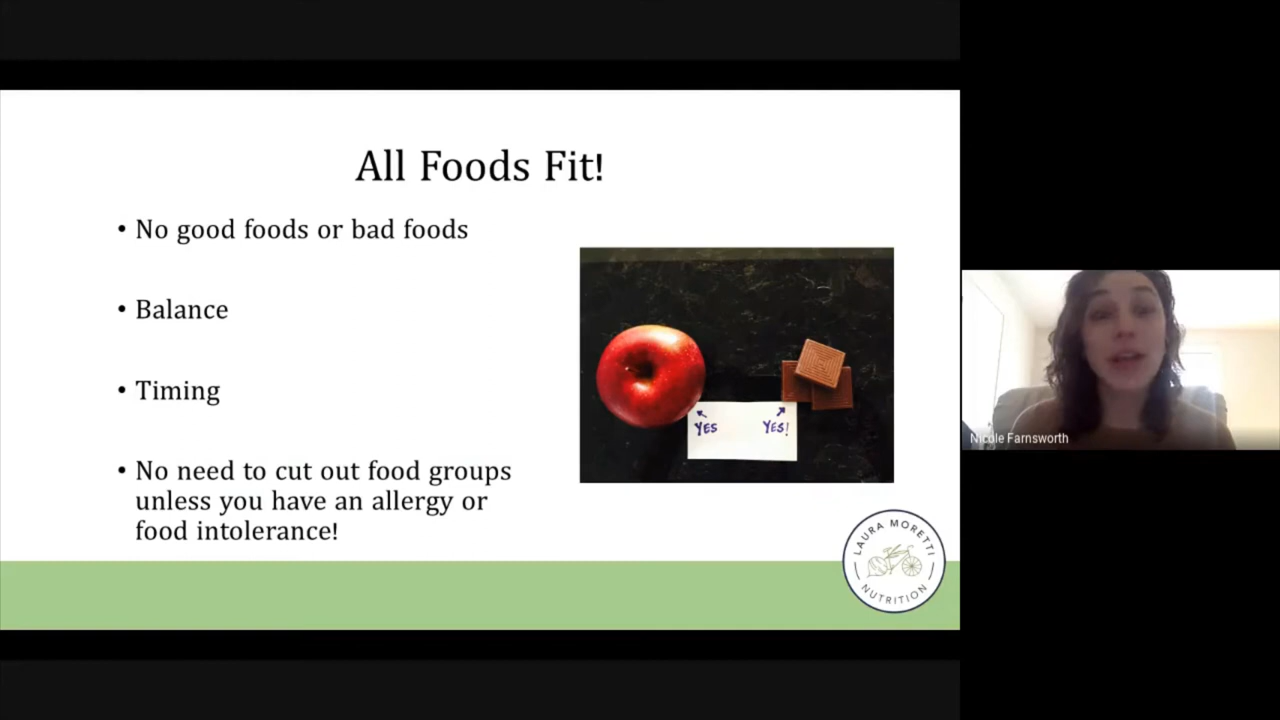 All Foods Fit!
• No good foods or bad foods
• Balance
• Timing
• No need to cut out food groups
unless you have an allergy or
food intolerance!
YES YES!
LAURA MORETTI
NUTRITION
Nicole Farnsworth